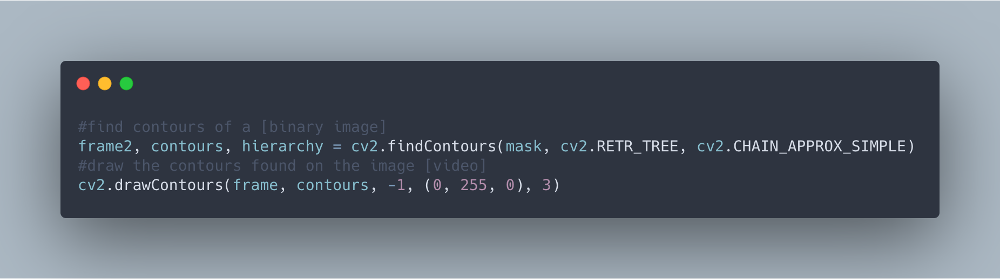 #find contours of a [binary image]
frame2, contours, hierarchy = cv2.findContours(mask, cv2.RETR_TREE, cv2.CHAIN_APPROX_SIMPLE)
#draw the contours found on the image [video]
cv2.drawContours(frame, contours, -1, (0, 255, 0), 3)